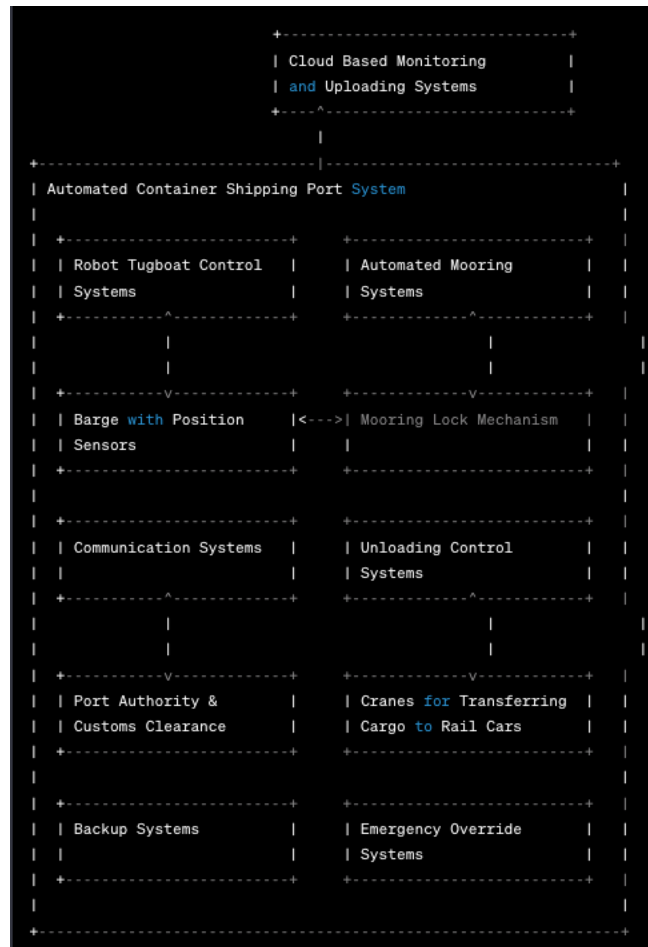 Cloud Based Monitoring
and Uploading Systems
Automated Container Shipping Port System
Robot Tugboat Control
Systems
Automated Mooring
Systems
Barge with Position
Sensors
Mooring Lock Mechanism
Communication Systems
Unloading Control
Systems
Port Authority &
Customs Clearance
Cranes for Transferring
Cargo to Rail Cars
Backup Systems
Emergency Override
Systems